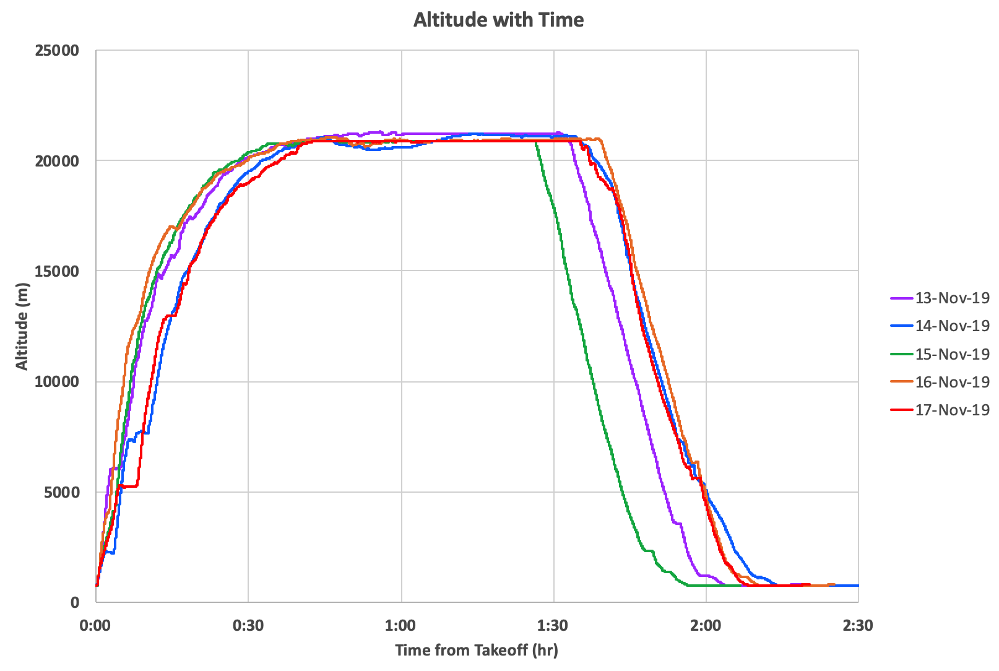 Altitude with Time
25000
20000
15000
10000
5000
0
Altitude (m)
0:00 0:30 1:00 1:30 2:00 2:30
Time from Takeoff (hr)
13-Nov-19
14-Nov-19
15-Nov-19
16-Nov-19
17-Nov-19